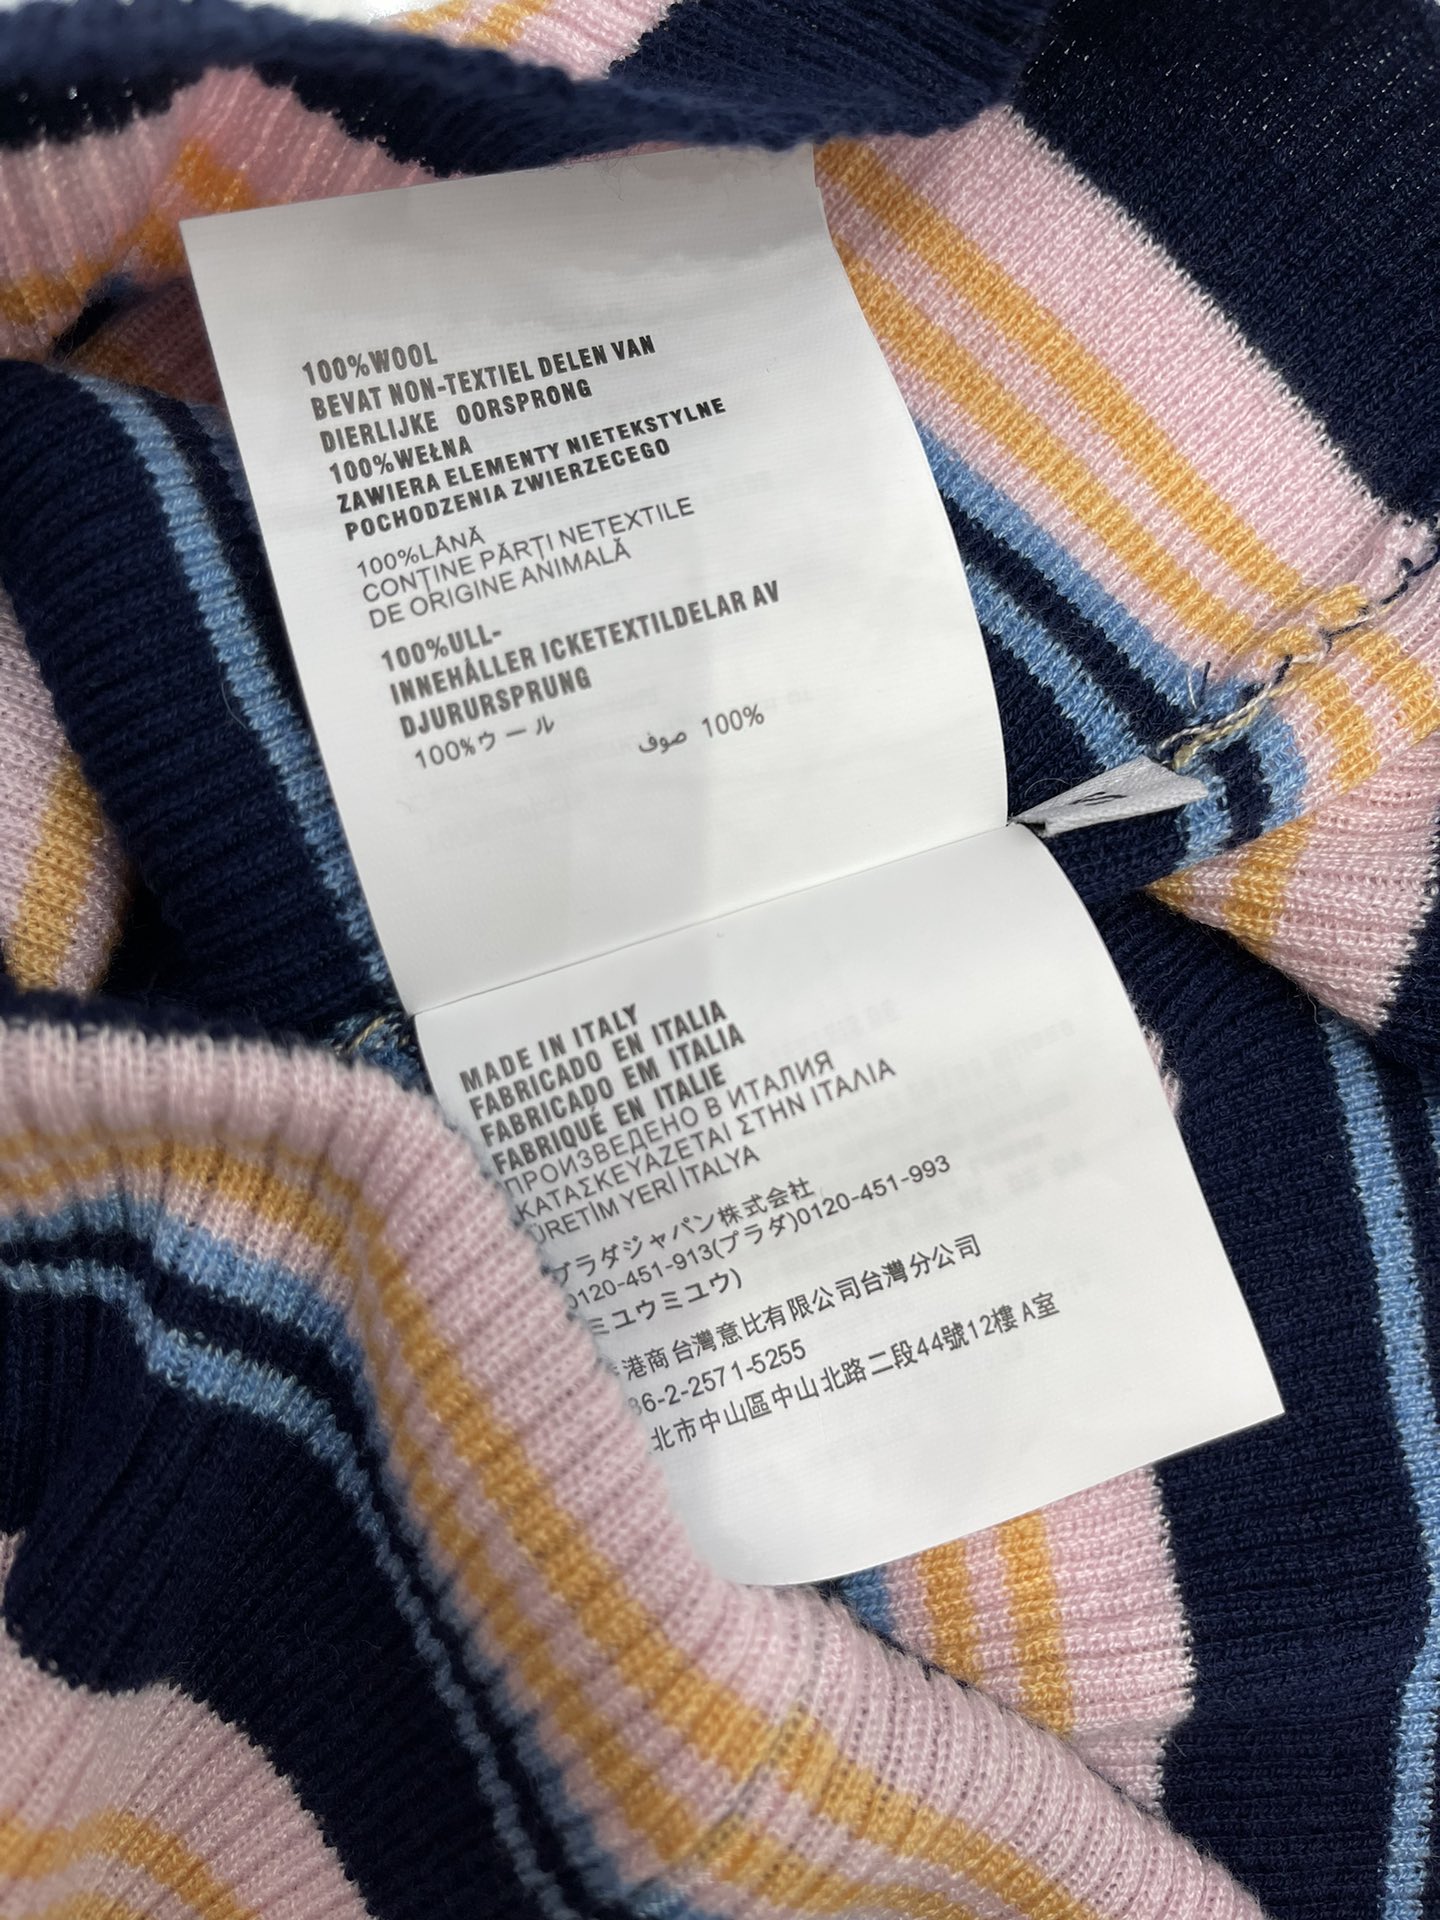 100%WOOL
BEVAT NON-TEXTIEL DELEN VAN
DIERLIJKE OORSPRONG
100%WEŁNA
ZAWIERA ELEMENTY NIETEKSTYLNE
POCHODZENIA ZWIERZECEGO
100%LÂNĂ
CONȚINE PĂRȚI NETEXTILE
DE ORIGINE ANIMALĂ
100%ULL-
INNEHÅLLER ICKETEXTILDELAR AV
DJURURSPRUNG
100%ウール
صوف 100%
MADE IN ITALY
FABRICADO EN ITALIA
FABRICADO EM ITALIA
FABRIQUÉ EN ITALIE
ПРОИЗВЕДЕНО В ИТАЛИЯ
KATAΣKEYAZETAI ΣTHN ITAΛIA
ÜRETİM YERİ İTALYA
プラダジャパン株式会社
0120-451-913(プラダ)0120-451-993
ミユウミユウ)
港商台灣意比有限公司台灣分公司
86-2-2571-5255
北市中山區中山北路二段44號12樓A室